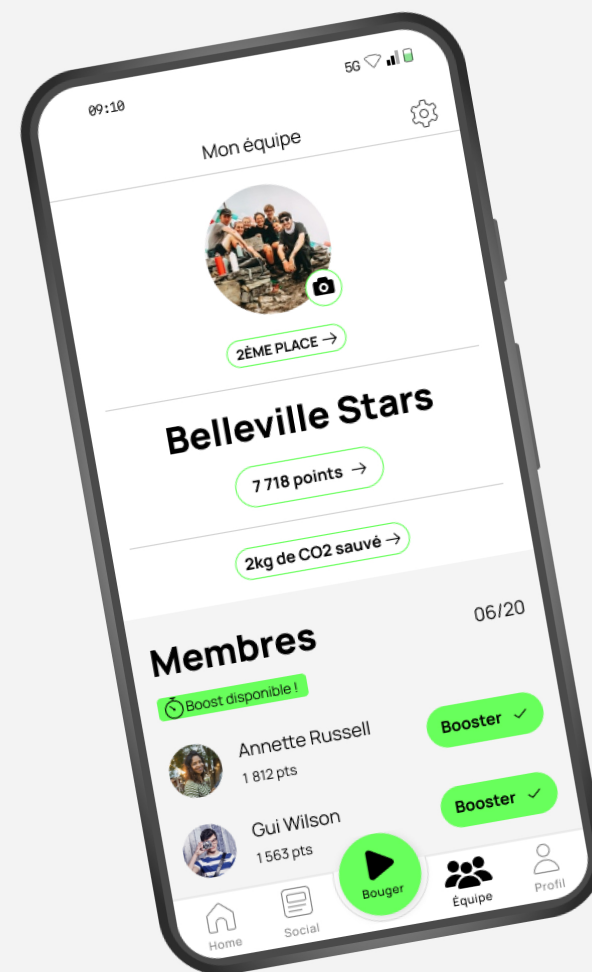 09:10
5G
Mon équipe
2ÈME PLACE →
Belleville Stars
7 718 points →
2kg de CO2 sauvé →
Membres
06/20
Boost disponible !
Annette Russell
1 812 pts
Booster ✓
Gui Wilson
1 563 pts
Booster ✓
Home
Social
Bouger
Équipe
Profil